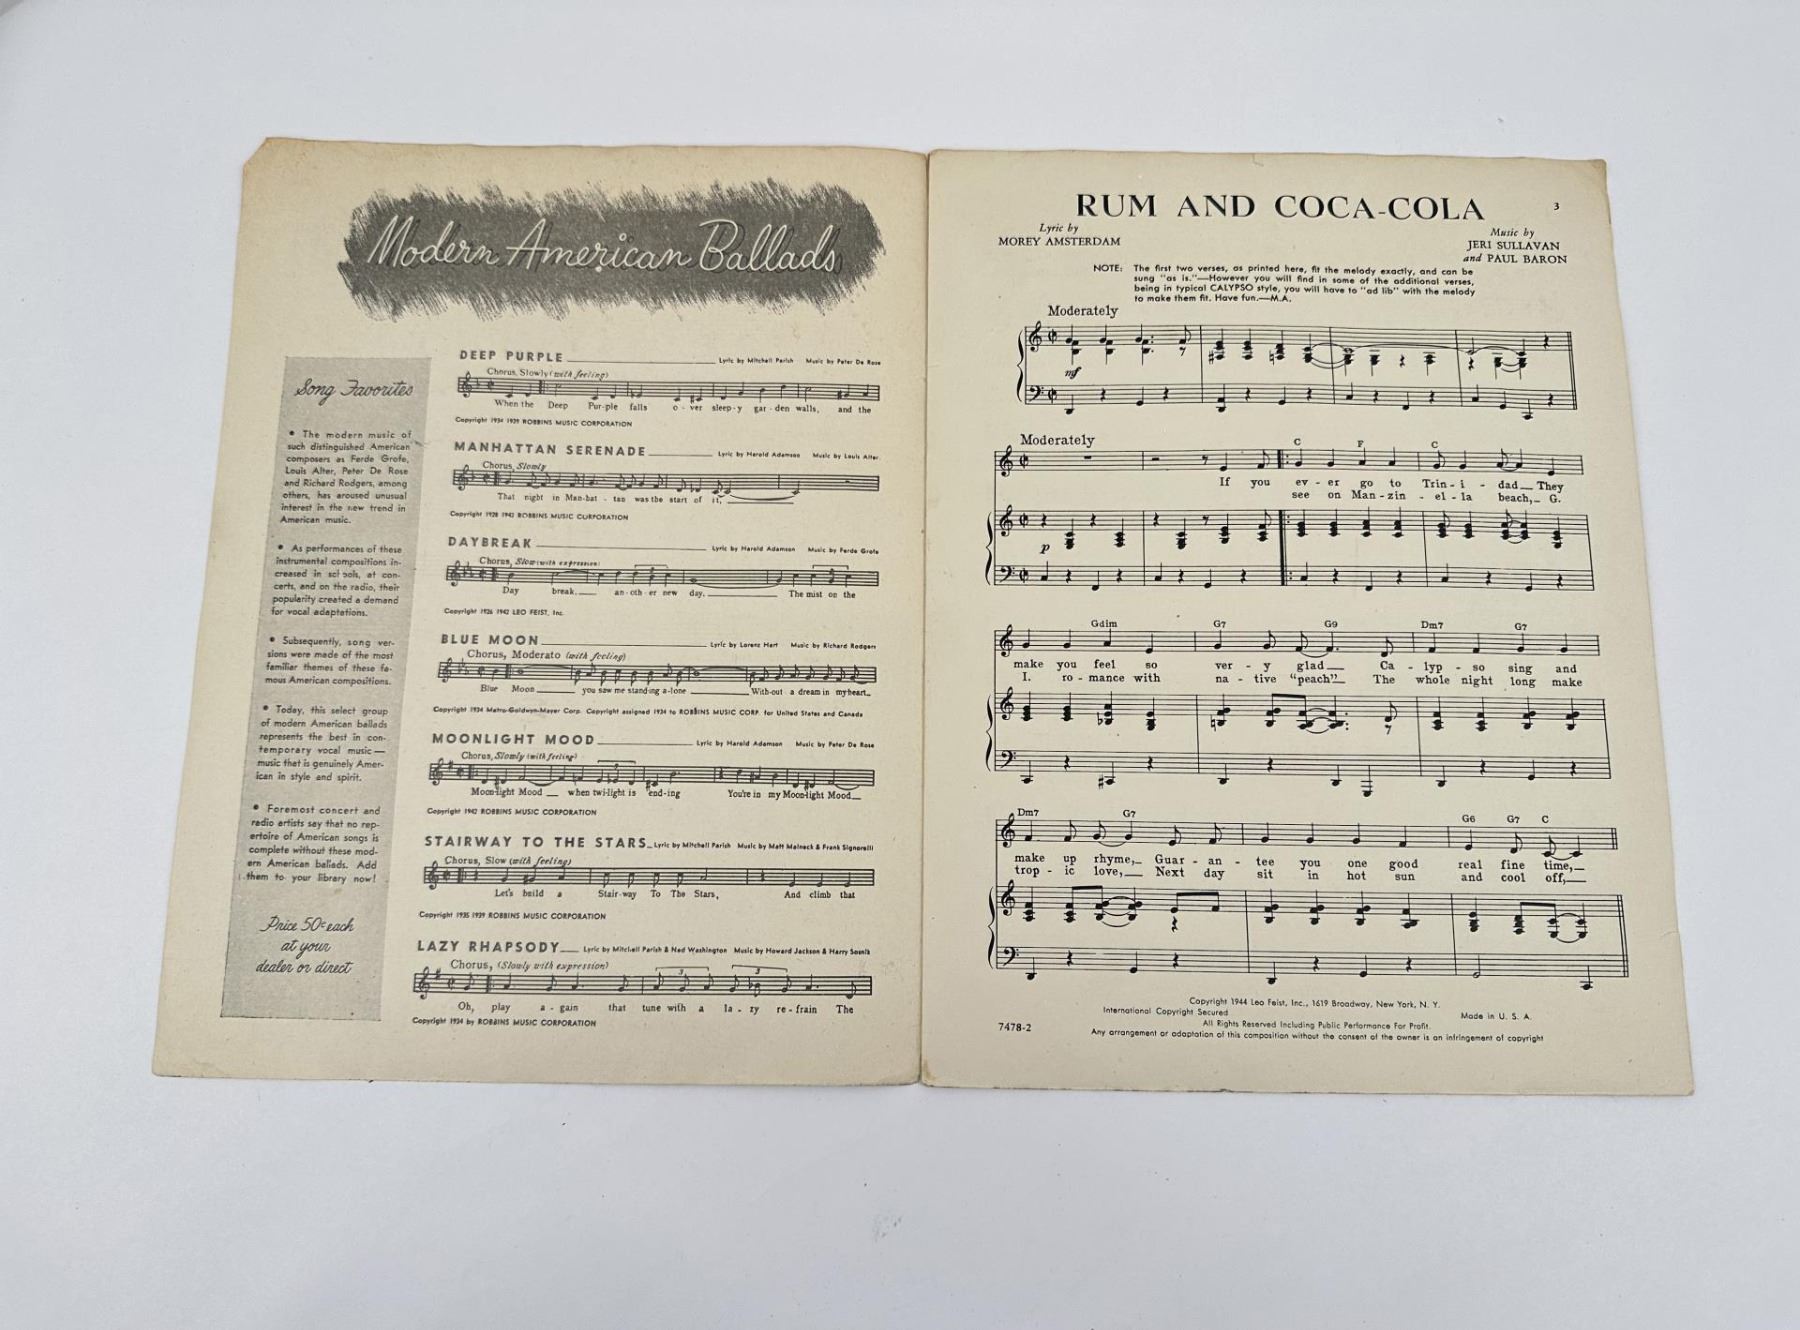 Modern American Ballads
Song Favorites
• The modern music of
such distinguished American
composers as Ferde Grofe,
Louis Alter, Peter De Rose
and Richard Rodgers, among
others, has aroused unusual
interest in the new trend in
American music.
• As performances of these
instrumental compositions in-
creased in schools, at con-
certs, and on the radio, their
popularity created a demand
for vocal adaptations.
• Subsequently, song ver-
sions were made of the most
familiar themes of these fa-
mous American compositions.
• Today, this select group
of modern American ballads
represents the best in con-
temporary vocal music —
music that is genuinely Amer-
ican in style and spirit.
• Foremost concert and
radio artists say that no rep-
ertoire of American songs is
complete without these mod-
ern American ballads. Add
them to your library now!
Price 50¢ each
at your
dealer or direct
DEEP PURPLE Lyric by Mitchell Parish Music by Peter De Rose
Chorus, Slowly (with feeling)
When the Deep Pur-ple falls o-ver sleep-y gar-den walls, and the
Copyright 1934 1939 ROBBINS MUSIC CORPORATION
MANHATTAN SERENADE Lyric by Harold Adamson Music by Louis Alter
Chorus, Slowly
That night in Man-hat-tan was the start of it,
Copyright 1928 1942 ROBBINS MUSIC CORPORATION
DAYBREAK Lyric by Harold Adamson Music by Ferde Grofe
Chorus, Slow (with expression)
Day break, an-oth-er new day, The mist on the
Copyright 1926 1942 LEO FEIST, Inc.
BLUE MOON Lyric by Lorenz Hart Music by Richard Rodgers
Chorus, Moderato (with feeling)
Blue Moon you saw me standing a-lone With-out a dream in my heart
Copyright 1934 Metro-Goldwyn-Mayer Corp. Copyright assigned 1934 to ROBBINS MUSIC CORP. for United States and Canada
MOONLIGHT MOOD Lyric by Harold Adamson Music by Peter De Rose
Chorus, Slowly (with feeling)
3
Moon-light Mood when twi-light is end-ing You're in my Moon-light Mood
Copyright 1942 ROBBINS MUSIC CORPORATION
STAIRWAY TO THE STARS Lyric by Mitchell Parish Music by Matt Malneck & Frank Signorelli
Chorus, Slow (with feeling)
Let's build a Stair-way To The Stars, And climb that
Copyright 1935 1939 ROBBINS MUSIC CORPORATION
LAZY RHAPSODY Lyric by Mitchell Parish & Ned Washington Music by Howard Jackson & Harry Sosnik
Chorus, (Slowly with expression)
3 3
Oh, play a-gain that tune with a la-zy re-frain The
Copyright 1934 by ROBBINS MUSIC CORPORATION
3
RUM AND COCA-COLA
Lyric by
MOREY AMSTERDAM
Music by
JERI SULLAVAN
and PAUL BARON
NOTE: The first two verses, as printed here, fit the melody exactly, and can be
sung "as is."—However you will find in some of the additional verses,
being in typical CALYPSO style, you will have to "ad lib" with the melody
to make them fit. Have fun.—M.A.
Moderately
mf
Moderately
C F C
If you ev-er go to Trin-i-dad They
see on Man-zin-el-la beach, G.
p
Gdim G7 G9 Dm7 G7
make you feel so ver-y glad Ca-lyp-so sing and
I. ro-mance with na-tive "peach" The whole night long make
Dm7 G7 G6 G7 C
make up rhyme, Guar-an-tee you one good real fine time,
trop-ic love, Next day sit in hot sun and cool off,
Copyright 1944 Leo Feist, Inc., 1619 Broadway, New York, N. Y.
International Copyright Secured Made in U. S. A.
All Rights Reserved Including Public Performance For Profit.
7478-2
Any arrangement or adaptation of this composition without the consent of the owner is an infringement of copyright